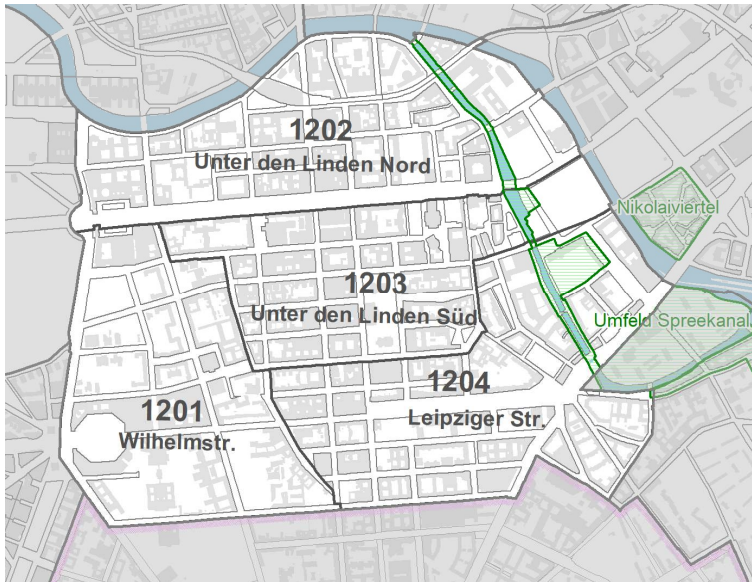 1202
Unter den Linden Nord
Nikolaiviertel
1203
Unter den Linden Süd
Umfeld Spreekanal
1204
Leipziger Str.
1201
Wilhelmstr.